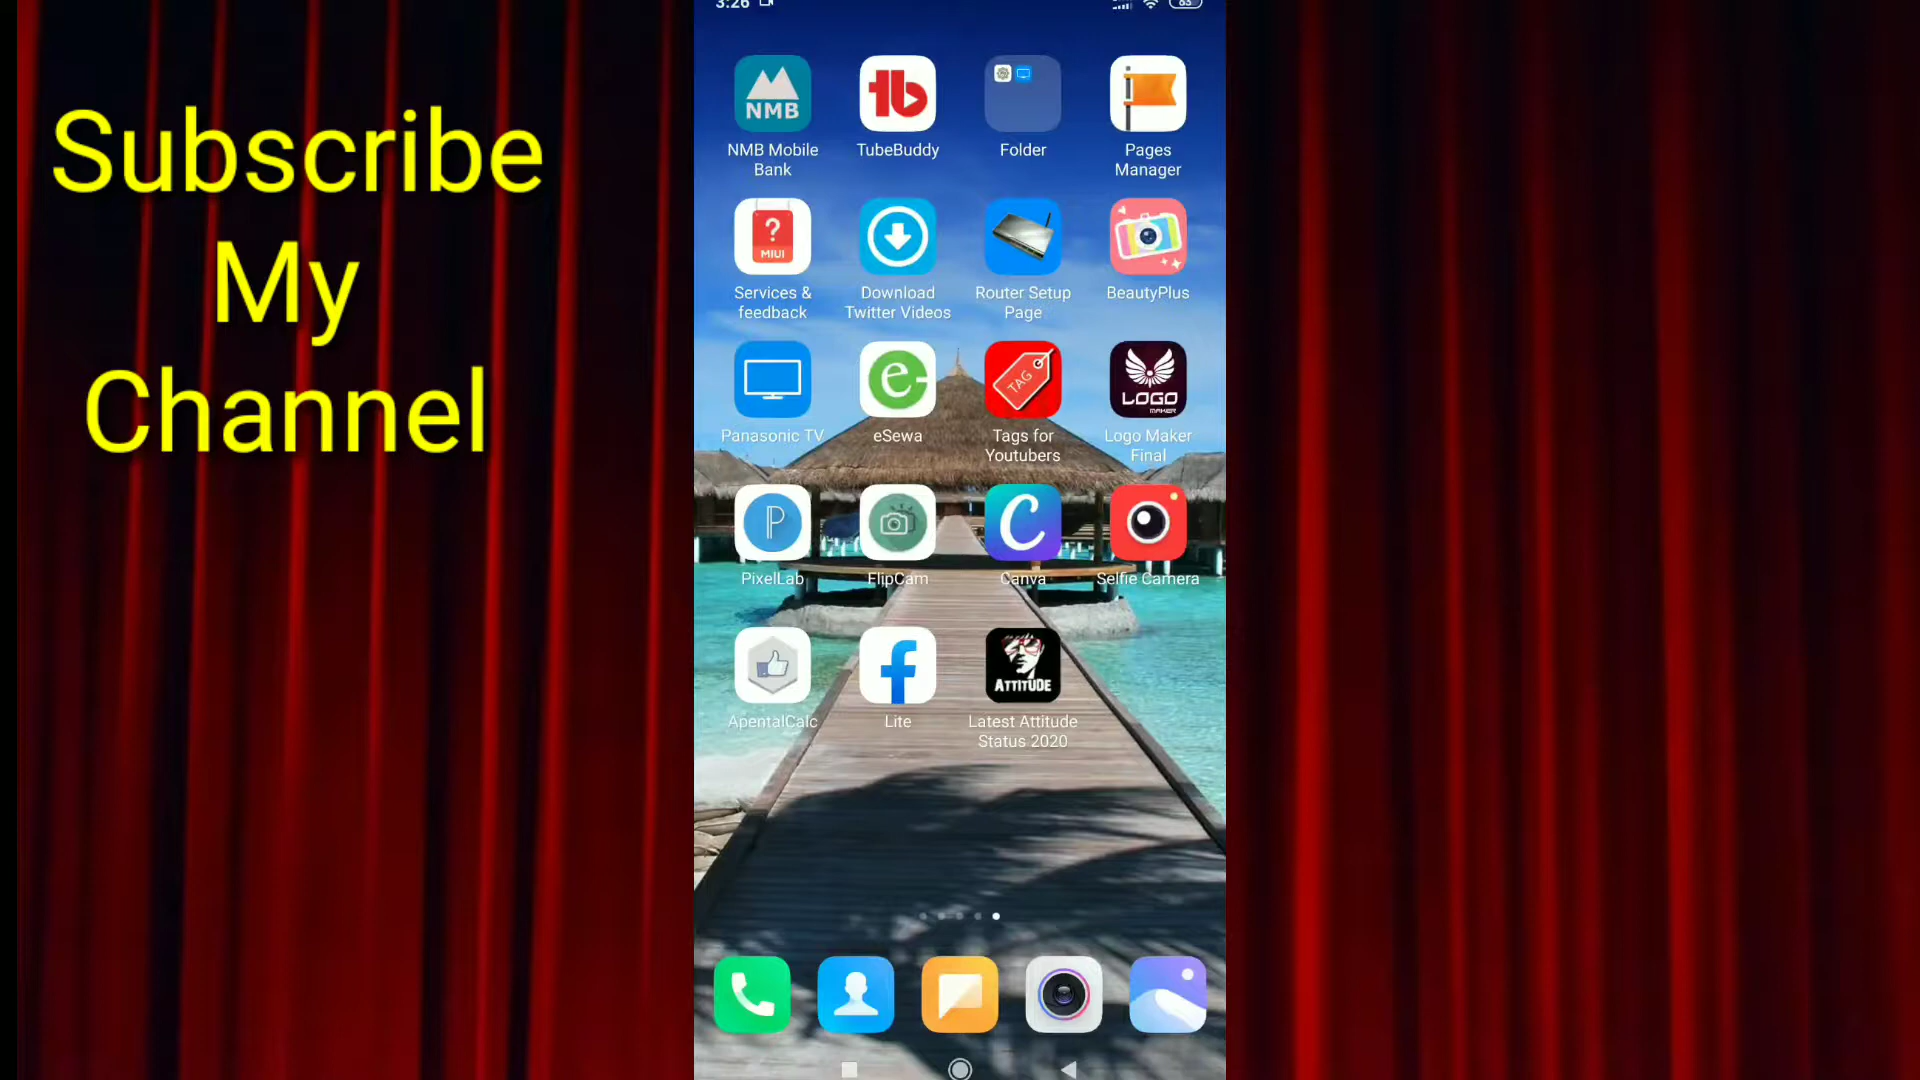 Subscribe
My
Channel
3:26
83
NMB
NMB Mobile
Bank
TubeBuddy
Folder
Pages
Manager
?
MIUI
Services &
feedback
Download
Twitter Videos
Router Setup
Page
BeautyPlus
Panasonic TV
e
eSewa
TAG
Tags for
Youtubers
LOGO
MAKER
Logo Maker
Final
P
PixelLab
FlipCam
C
Canva
Selfie Camera
ApentalCalc
f
Lite
ATTITUDE
Latest Attitude
Status 2020